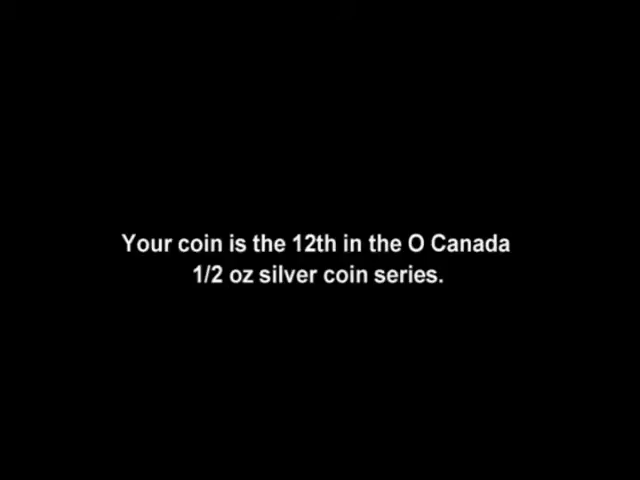 Your coin is the 12th in the O Canada
1/2 oz silver coin series.